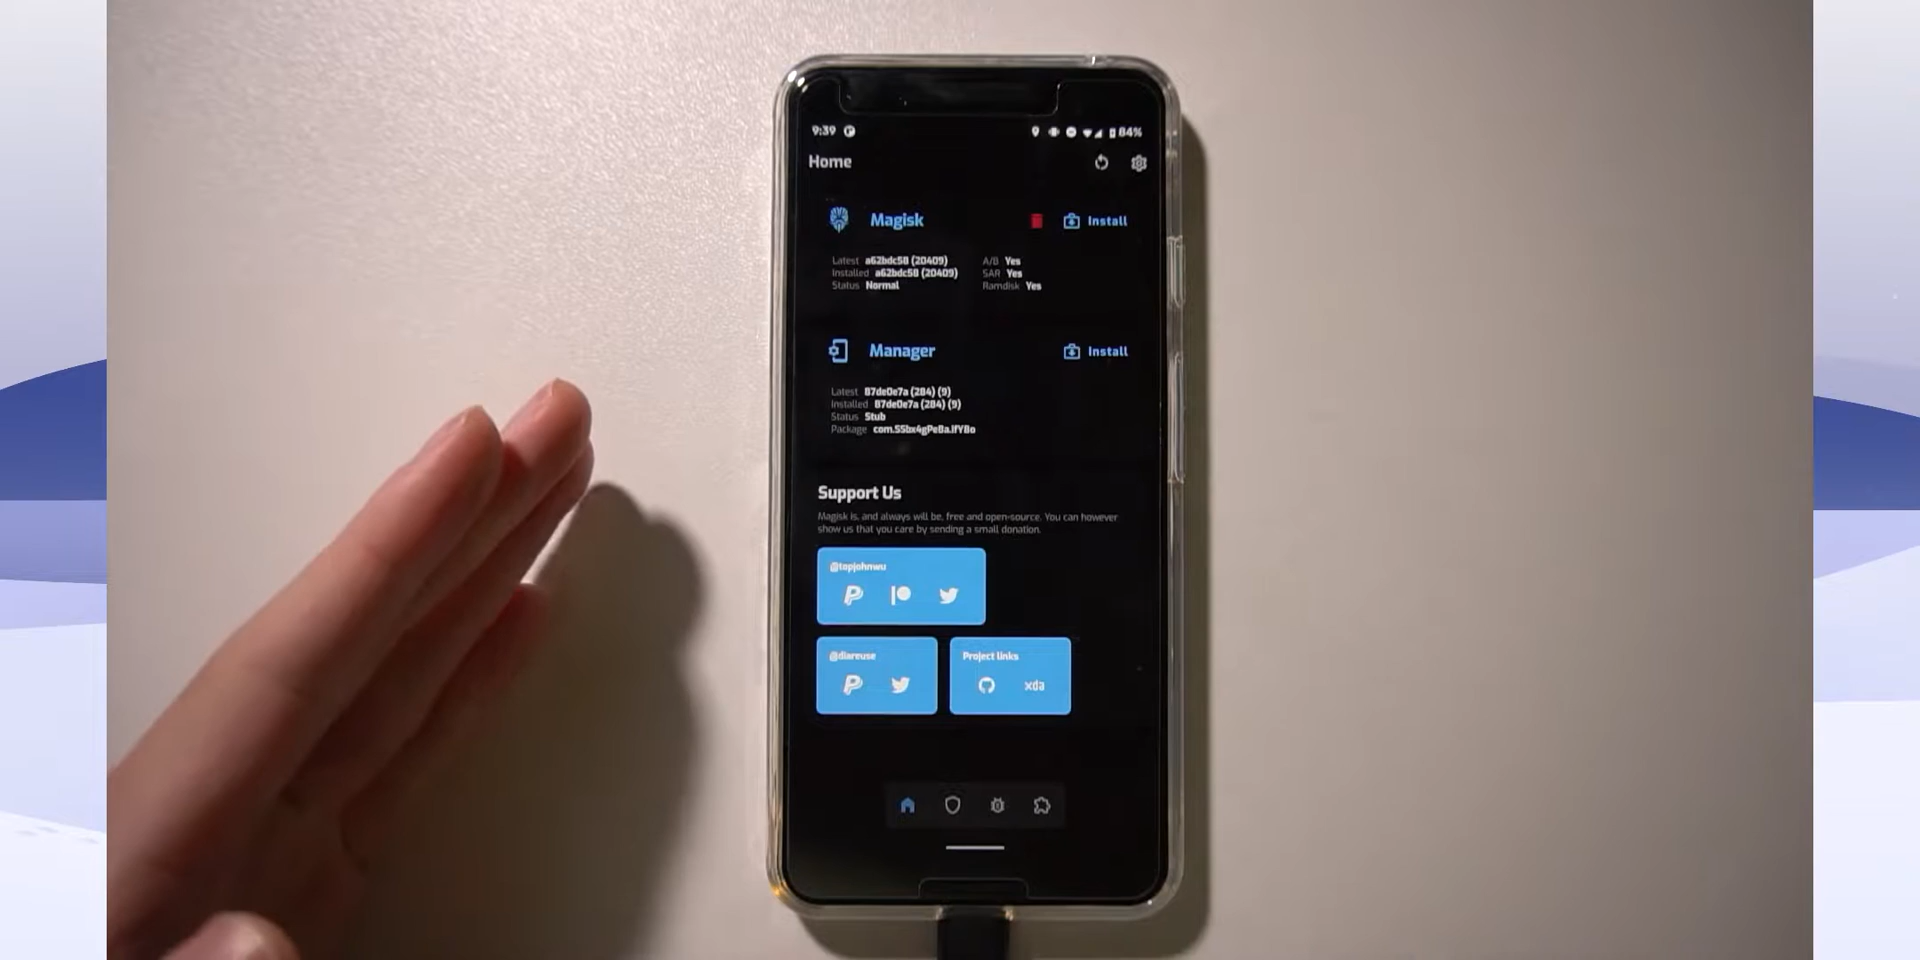 9:39 84%
Home
Magisk Install
Latest a62bdc58 (20409) A/B Yes
Installed a62bdc58 (20409) SAR Yes
Status Normal Ramdisk Yes
Manager Install
Latest 87de0e7a (284) (9)
Installed 87de0e7a (284) (9)
Status Stub
Package
Support Us
Magisk is, and always will be, free and open-source. You can however
show us that you care by sending a small donation.
@topjohnwu
@diareuse Project links
xda